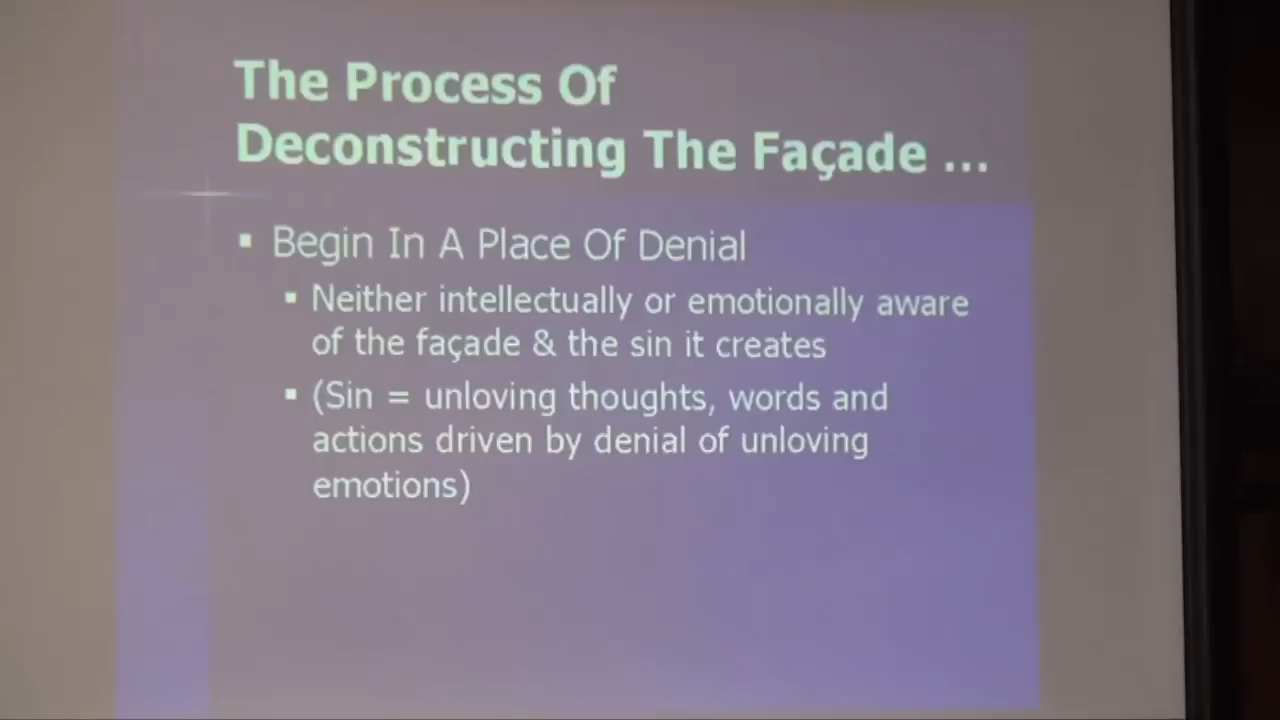 The Process Of
Deconstructing The Façade ...
▪ Begin In A Place Of Denial
▪ Neither intellectually or emotionally aware
of the façade & the sin it creates
▪ (Sin = unloving thoughts, words and
actions driven by denial of unloving
emotions)